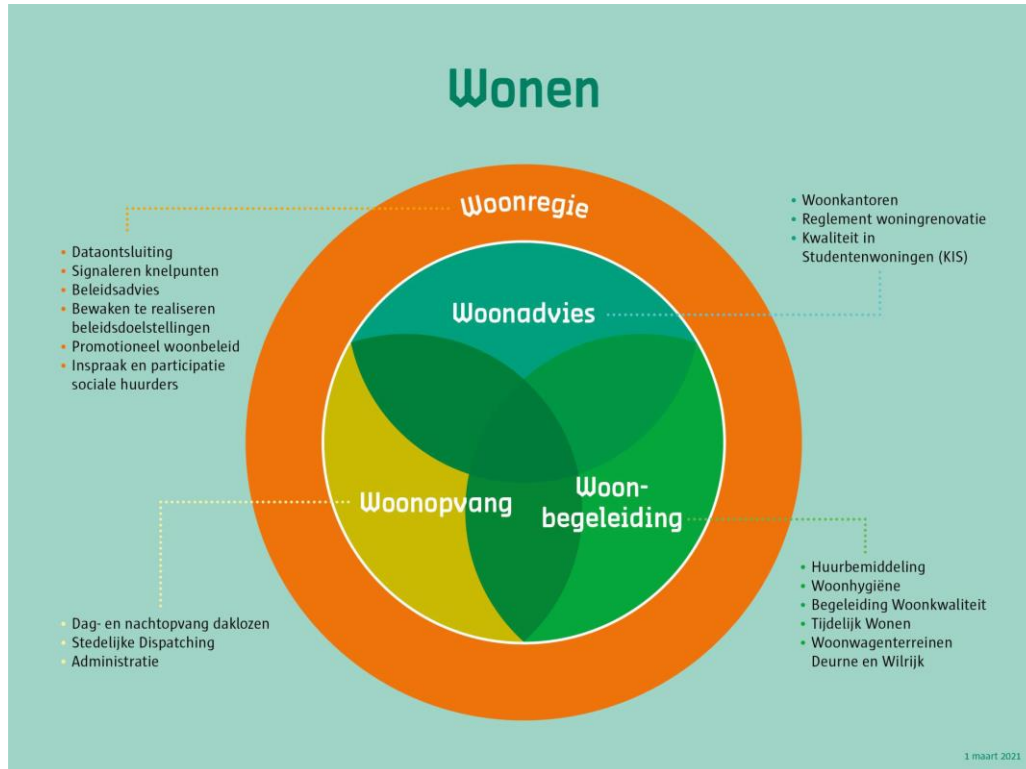 Wonen
Woonregie
• Dataontsluiting
• Signaleren knelpunten
• Beleidsadvies
• Bewaken te realiseren
beleidsdoelstellingen
• Promotioneel woonbeleid
• Inspraak en participatie
sociale huurders
• Woonkantoren
• Reglement woningrenovatie
• Kwaliteit in
Studentenwoningen (KIS)
Woonadvies
Woonopvang
Woon-
begeleiding
• Dag- en nachtopvang daklozen
• Stedelijke Dispatching
• Administratie
• Huurbemiddeling
• Woonhygiëne
• Begeleiding Woonkwaliteit
• Tijdelijk Wonen
• Woonwagenterreinen
Deurne en Wilrijk
1 maart 2021